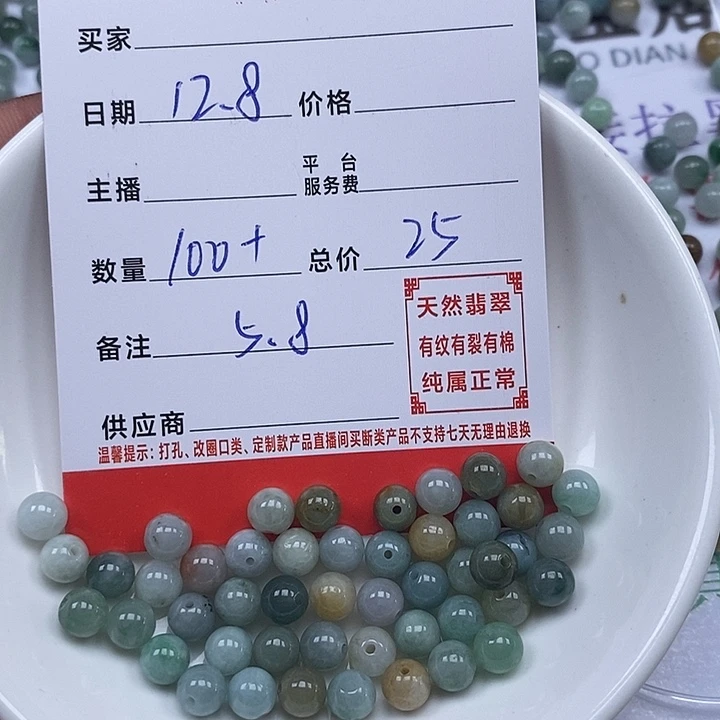 买家
日期 12.8 价格
主播 平台服务费
数量 100+ 总价 25
备注 5.8
天然翡翠
有纹有裂有棉
纯属正常
供应商
温馨提示：打孔、改圈口类、定制款产品直播间买断类产品不支持七天无理由退换
O DIAN